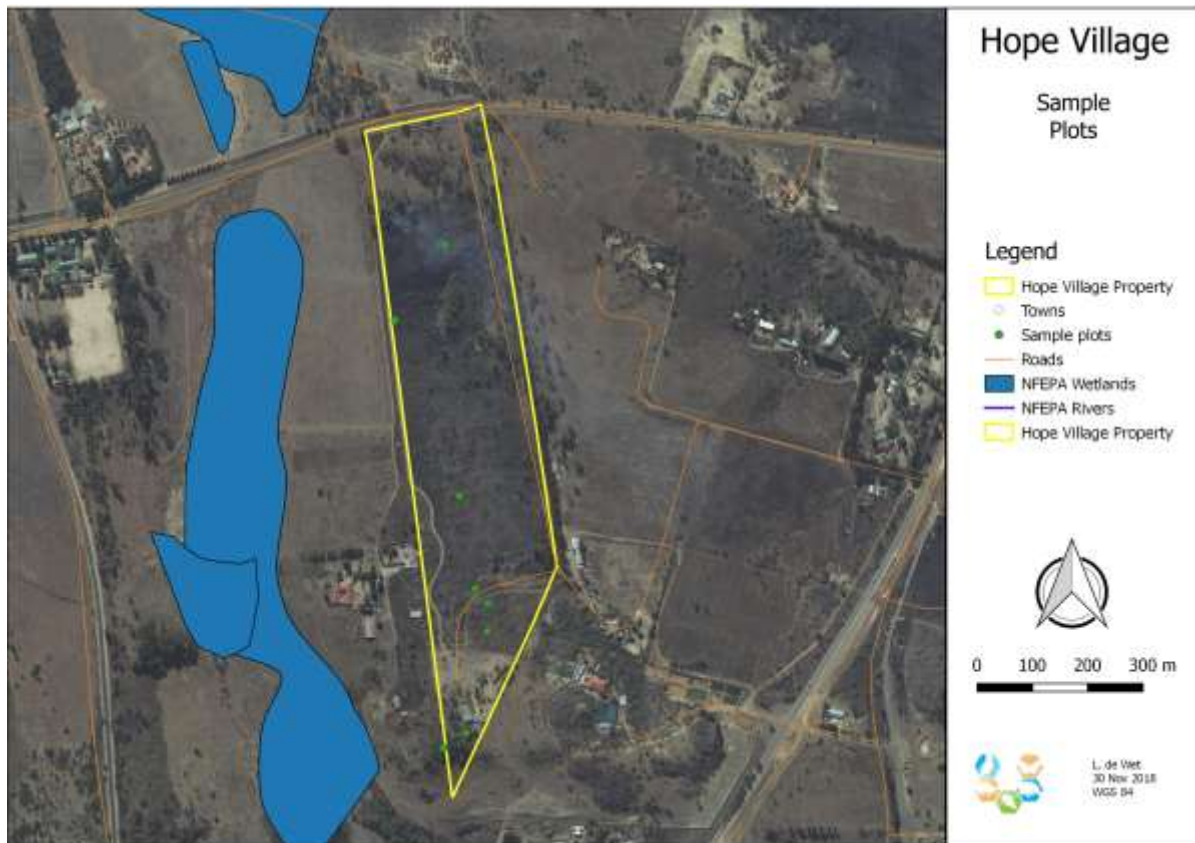 Hope Village
Sample
Plots
Legend
Hope Village Property
Towns
Sample plots
Roads
NFEPA Wetlands
NFEPA Rivers
Hope Village Property
0 100 200 300 m
L. de Wet
30 Nov 2018
WGS 84